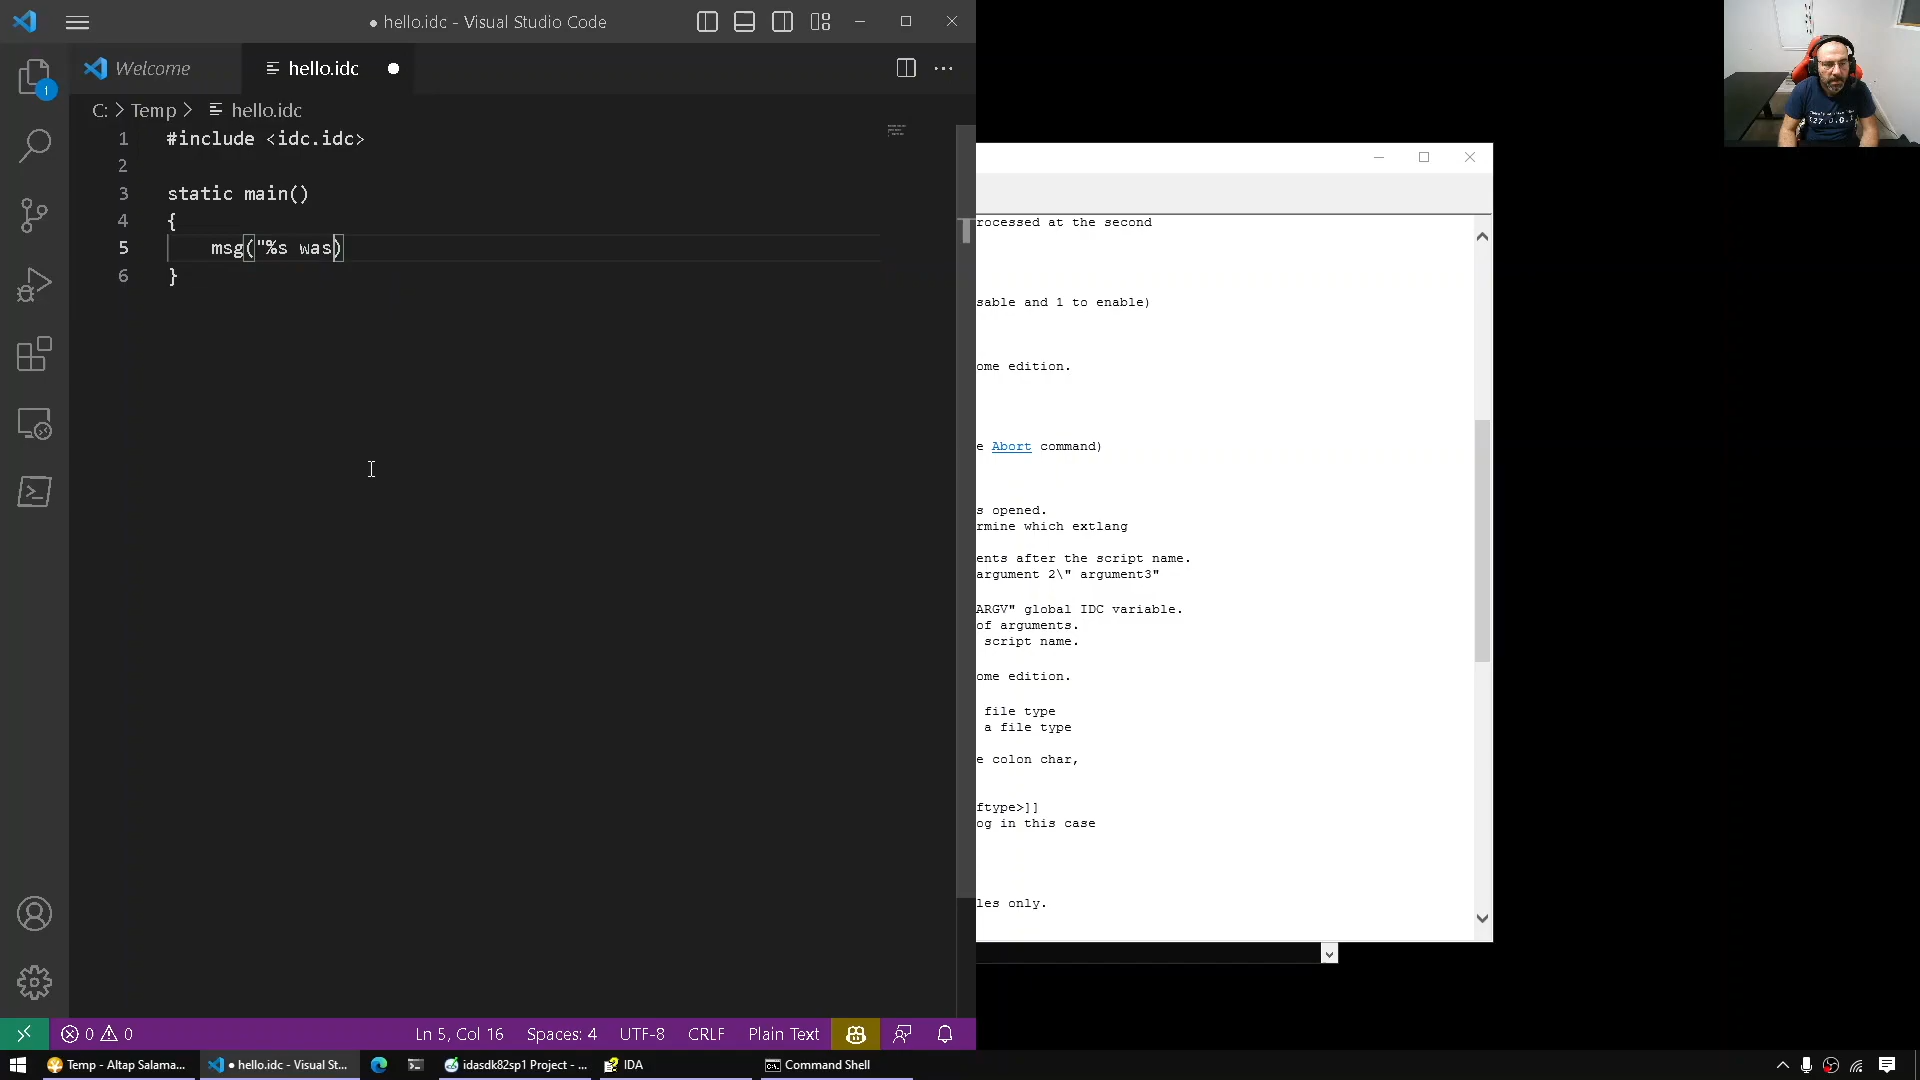 ● hello.idc - Visual Studio Code
Welcome
hello.idc
C: > Temp > hello.idc
1 #include <idc.idc>
2
3 static main()
4 {
5 msg("%s was)
6 }
rocessed at the second
sable and 1 to enable)
ome edition.
e Abort command)
s opened.
rmine which extlang
ents after the script name.
argument 2\" argument3"
ARGV" global IDC variable.
of arguments.
script name.
ome edition.
file type
a file type
e colon char,
ftype>]]
og in this case
les only.
1
0 0
Ln 5, Col 16
Spaces: 4
UTF-8
CRLF
Plain Text
Temp - Altap Salama...
● hello.idc - Visual St...
idasdk82sp1 Project - ...
IDA
Command Shell
127.0.0.1